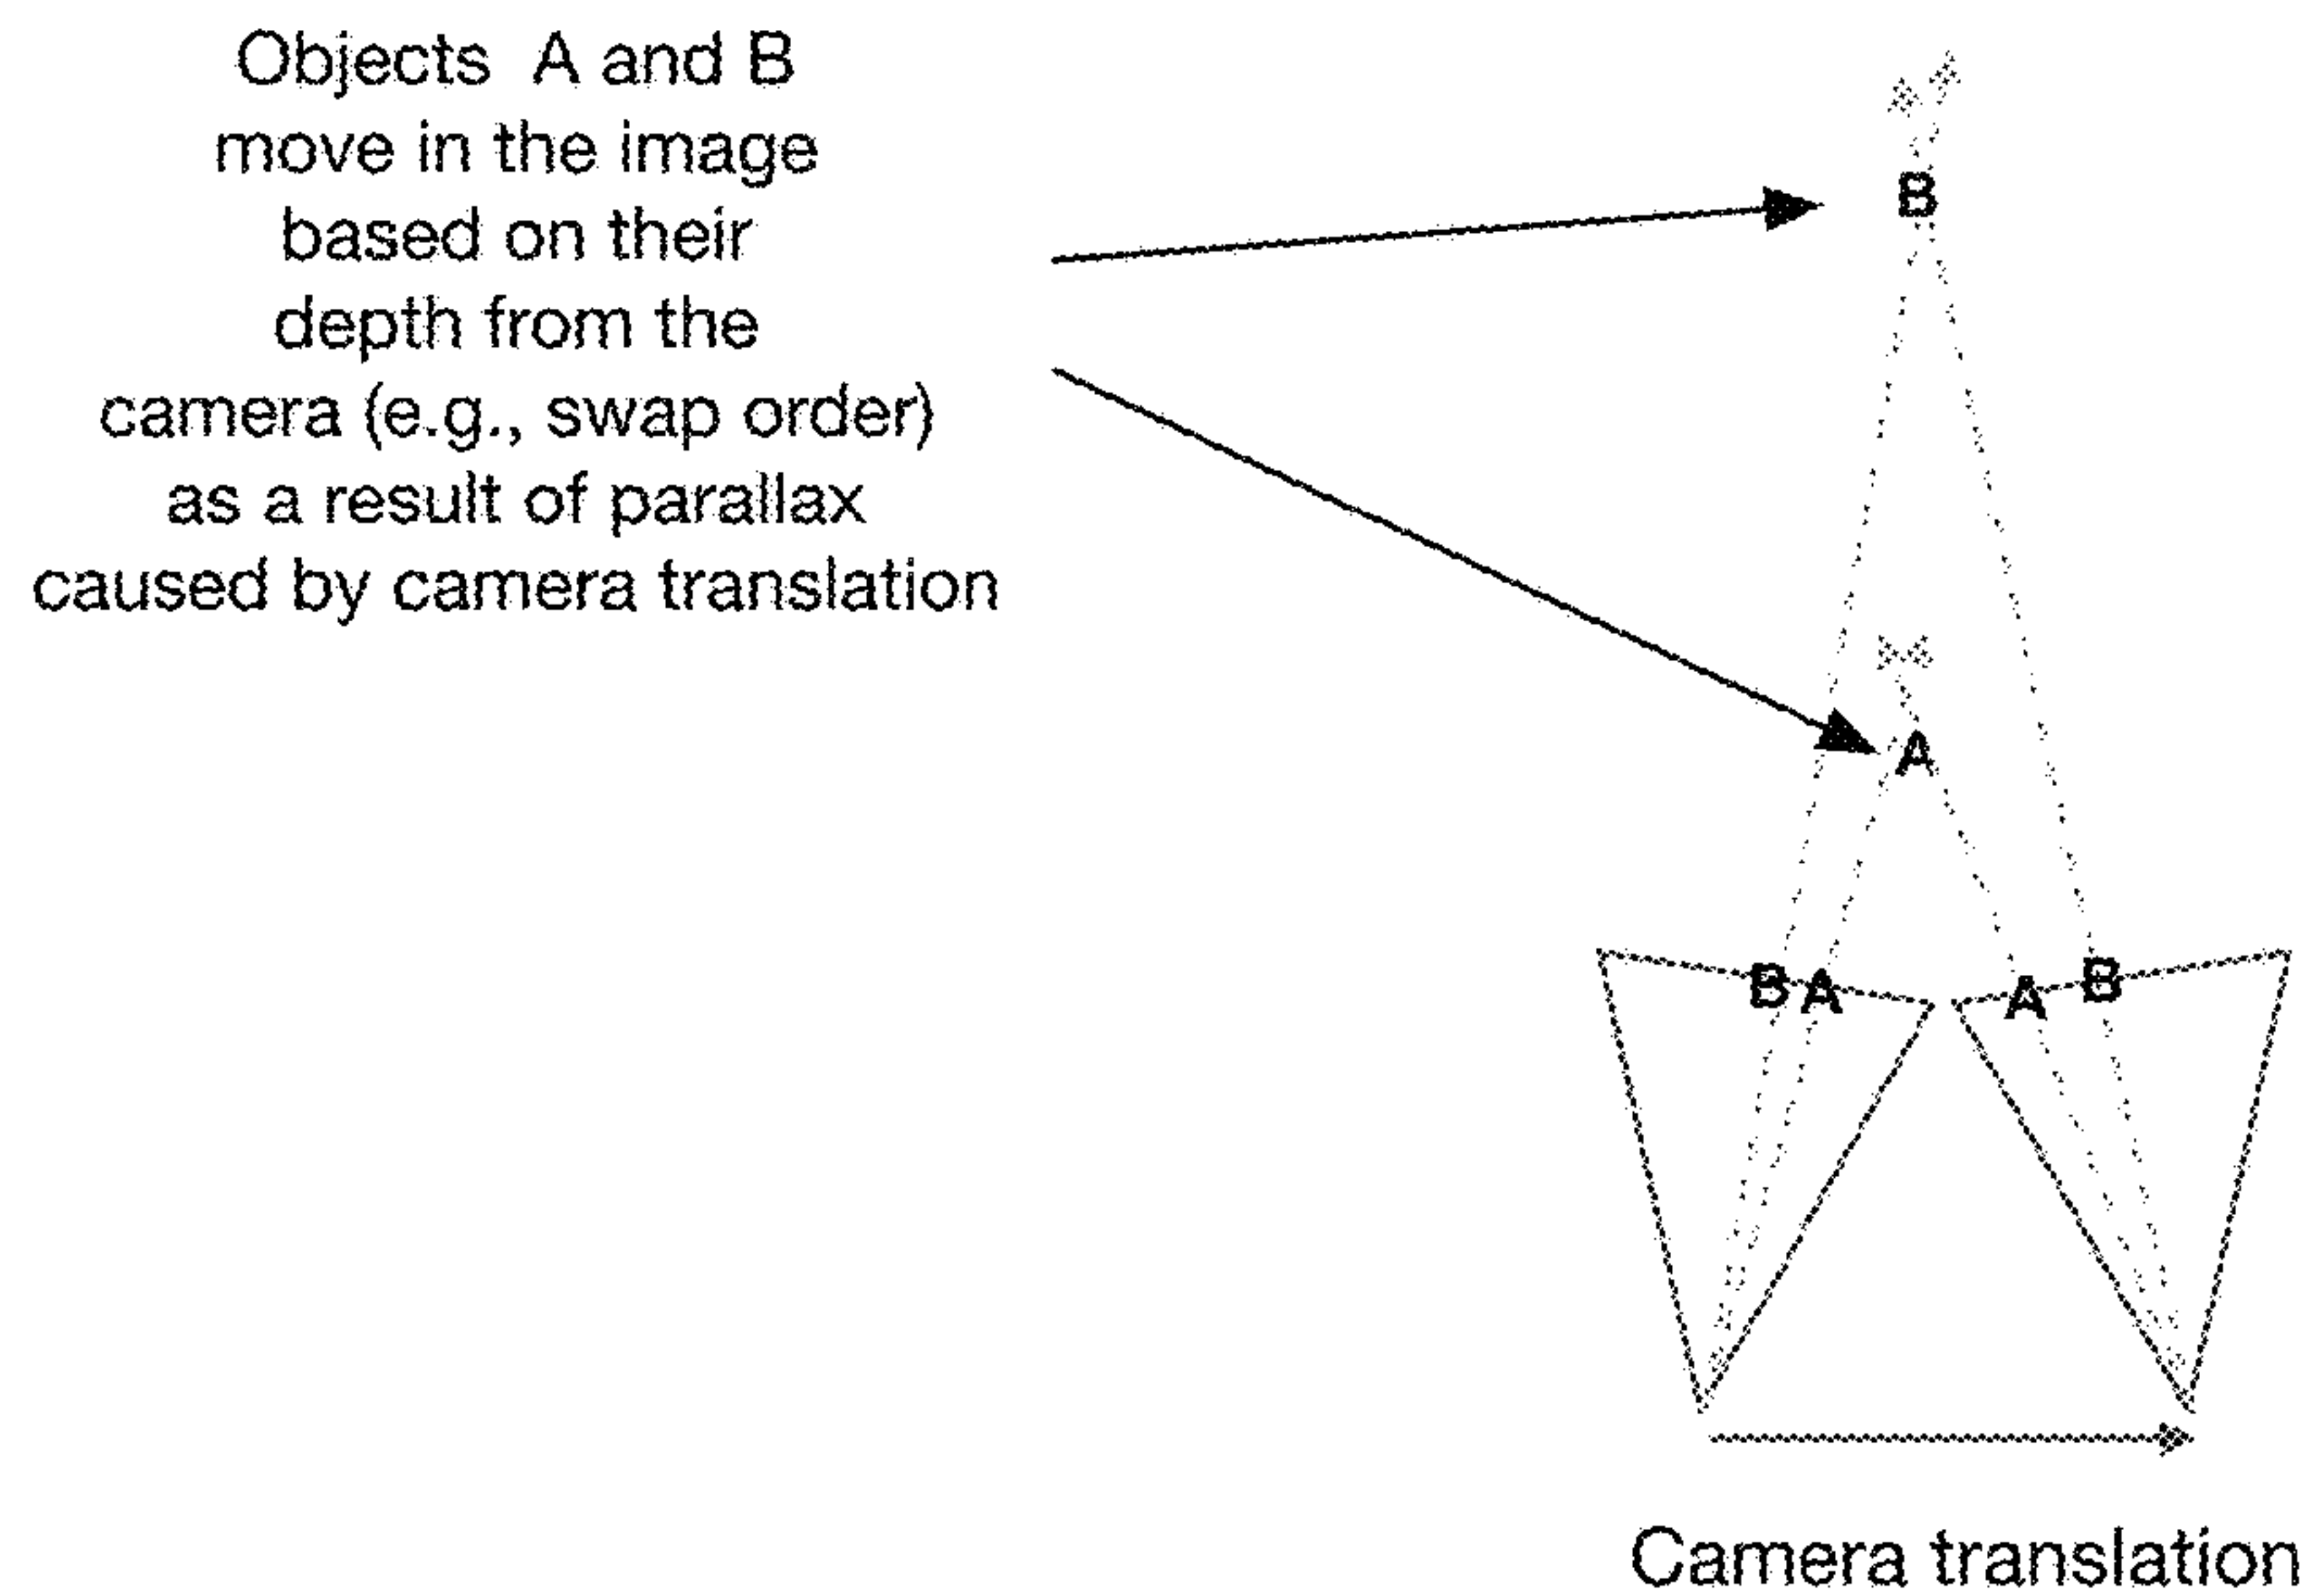 Objects A and B
move in the image
based on their
depth from the
camera (e.g., swap order)
as a result of parallax
caused by camera translation
B
A
B A
A B
Camera translation